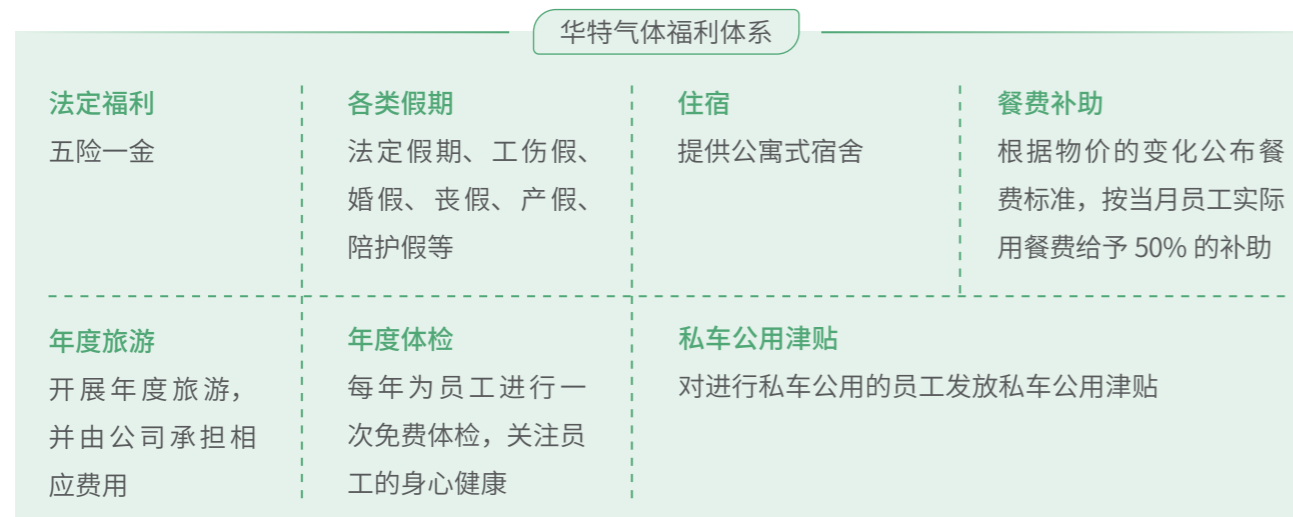 华特气体福利体系
法定福利
五险一金
各类假期
法定假期、工伤假、
婚假、丧假、产假、
陪护假等
住宿
提供公寓式宿舍
餐费补助
根据物价的变化公布餐
费标准，按当月员工实际
用餐费给予 50% 的补助
年度旅游
开展年度旅游，
并由公司承担相
应费用
年度体检
每年为员工进行一
次免费体检，关注员
工的身心健康
私车公用津贴
对进行私车公用的员工发放私车公用津贴